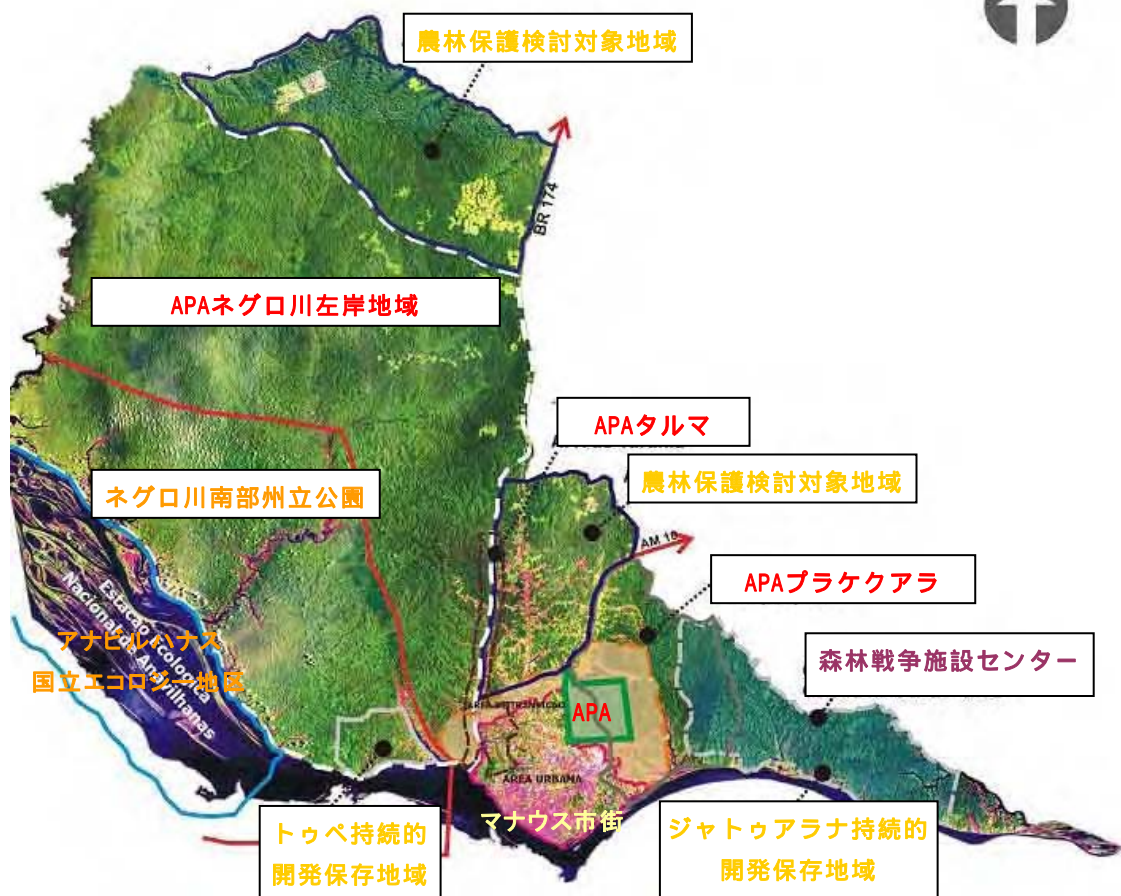 農林保護検討対象地域
BR 174
APAネグロ川左岸地域
APAタルマ
農林保護検討対象地域
ネグロ川南部州立公園
AM 10
APAプラケクアラ
Estacao Ecologica
Nacional de Anavilhanas
アナビルハナス
国立エコロジー地区
森林戦争施設センター
APA
AREA URBANA
マナウス市街
トゥペ持続的
開発保存地域
ジャトゥアラナ持続的
開発保存地域